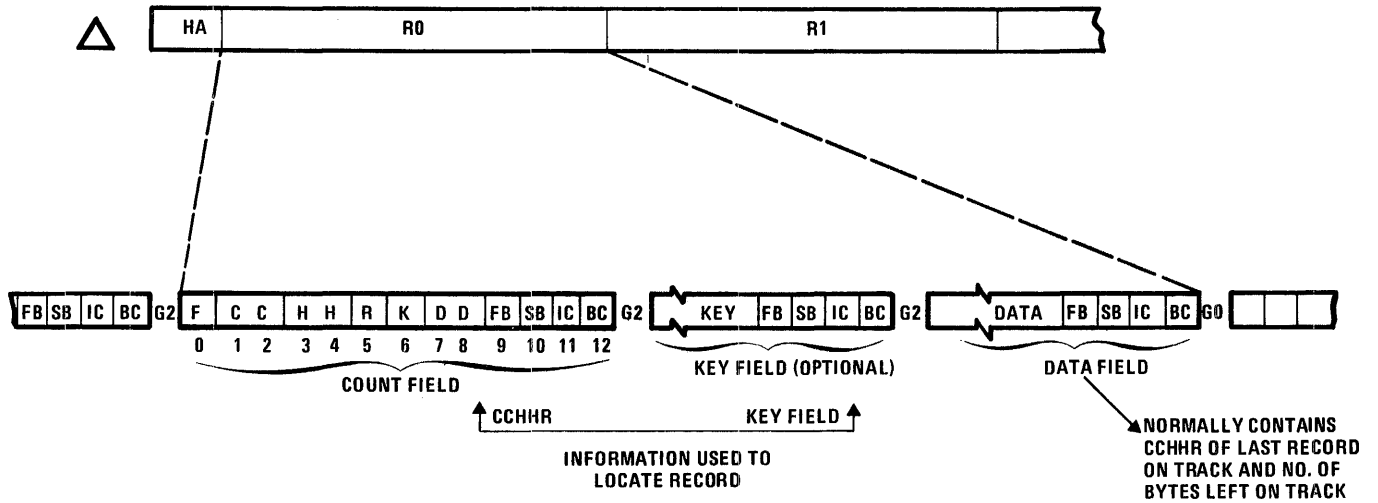 HA R0 R1
FB SB IC BC G2 F C C H H R K D D FB SB IC BC G2 KEY FB SB IC BC G2 DATA FB SB IC BC G0
0 1 2 3 4 5 6 7 8 9 10 11 12
COUNT FIELD
KEY FIELD (OPTIONAL)
DATA FIELD
CCHHR KEY FIELD
INFORMATION USED TO
LOCATE RECORD
NORMALLY CONTAINS
CCHHR OF LAST RECORD
ON TRACK AND NO. OF
BYTES LEFT ON TRACK